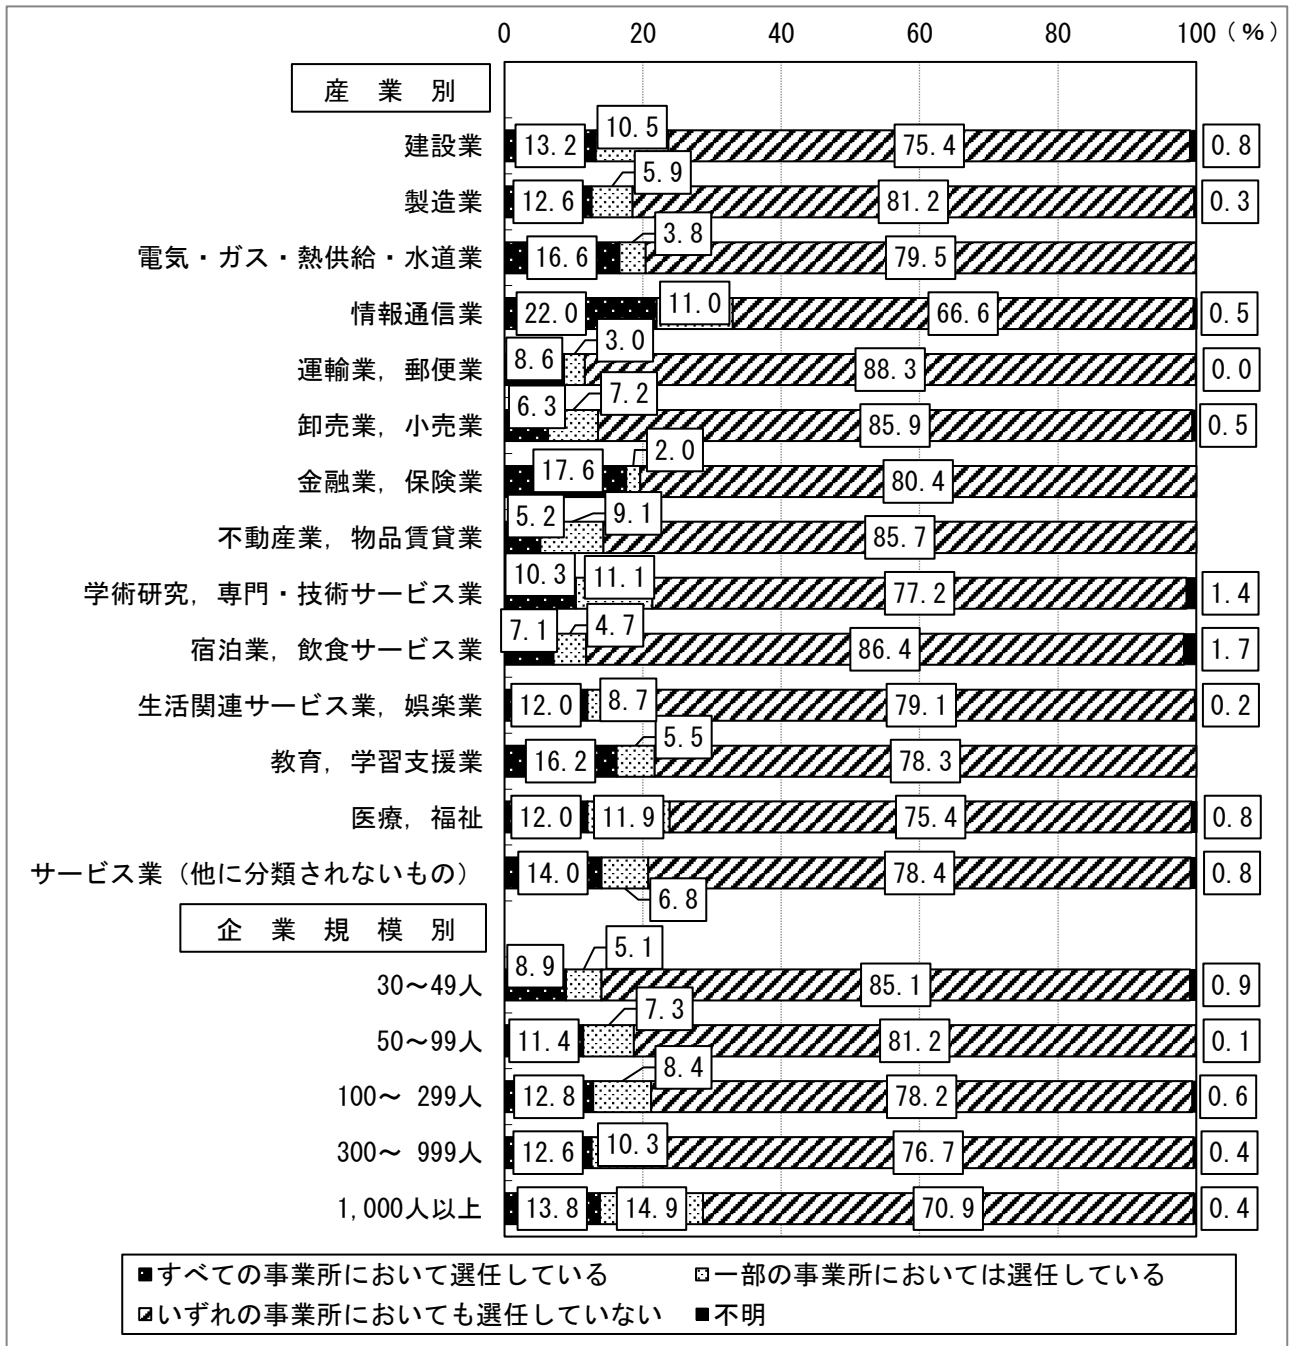 0 20 40 60 80 100（％）
産　業　別
建設業 13.2 10.5 75.4 0.8
製造業 12.6 5.9 81.2 0.3
電気・ガス・熱供給・水道業 16.6 3.8 79.5
情報通信業 22.0 11.0 66.6 0.5
運輸業，郵便業 8.6 3.0 88.3 0.0
卸売業，小売業 6.3 7.2 85.9 0.5
金融業，保険業 17.6 2.0 80.4
不動産業，物品賃貸業 5.2 9.1 85.7
学術研究，専門・技術サービス業 10.3 11.1 77.2 1.4
宿泊業，飲食サービス業 7.1 4.7 86.4 1.7
生活関連サービス業，娯楽業 12.0 8.7 79.1 0.2
教育，学習支援業 16.2 5.5 78.3
医療，福祉 12.0 11.9 75.4 0.8
サービス業（他に分類されないもの） 14.0 6.8 78.4 0.8
企　業　規　模　別
30～49人 8.9 5.1 85.1 0.9
50～99人 11.4 7.3 81.2 0.1
100～ 299人 12.8 8.4 78.2 0.6
300～ 999人 12.6 10.3 76.7 0.4
1,000人以上 13.8 14.9 70.9 0.4
すべての事業所において選任している 一部の事業所においては選任している
いずれの事業所においても選任していない 不明